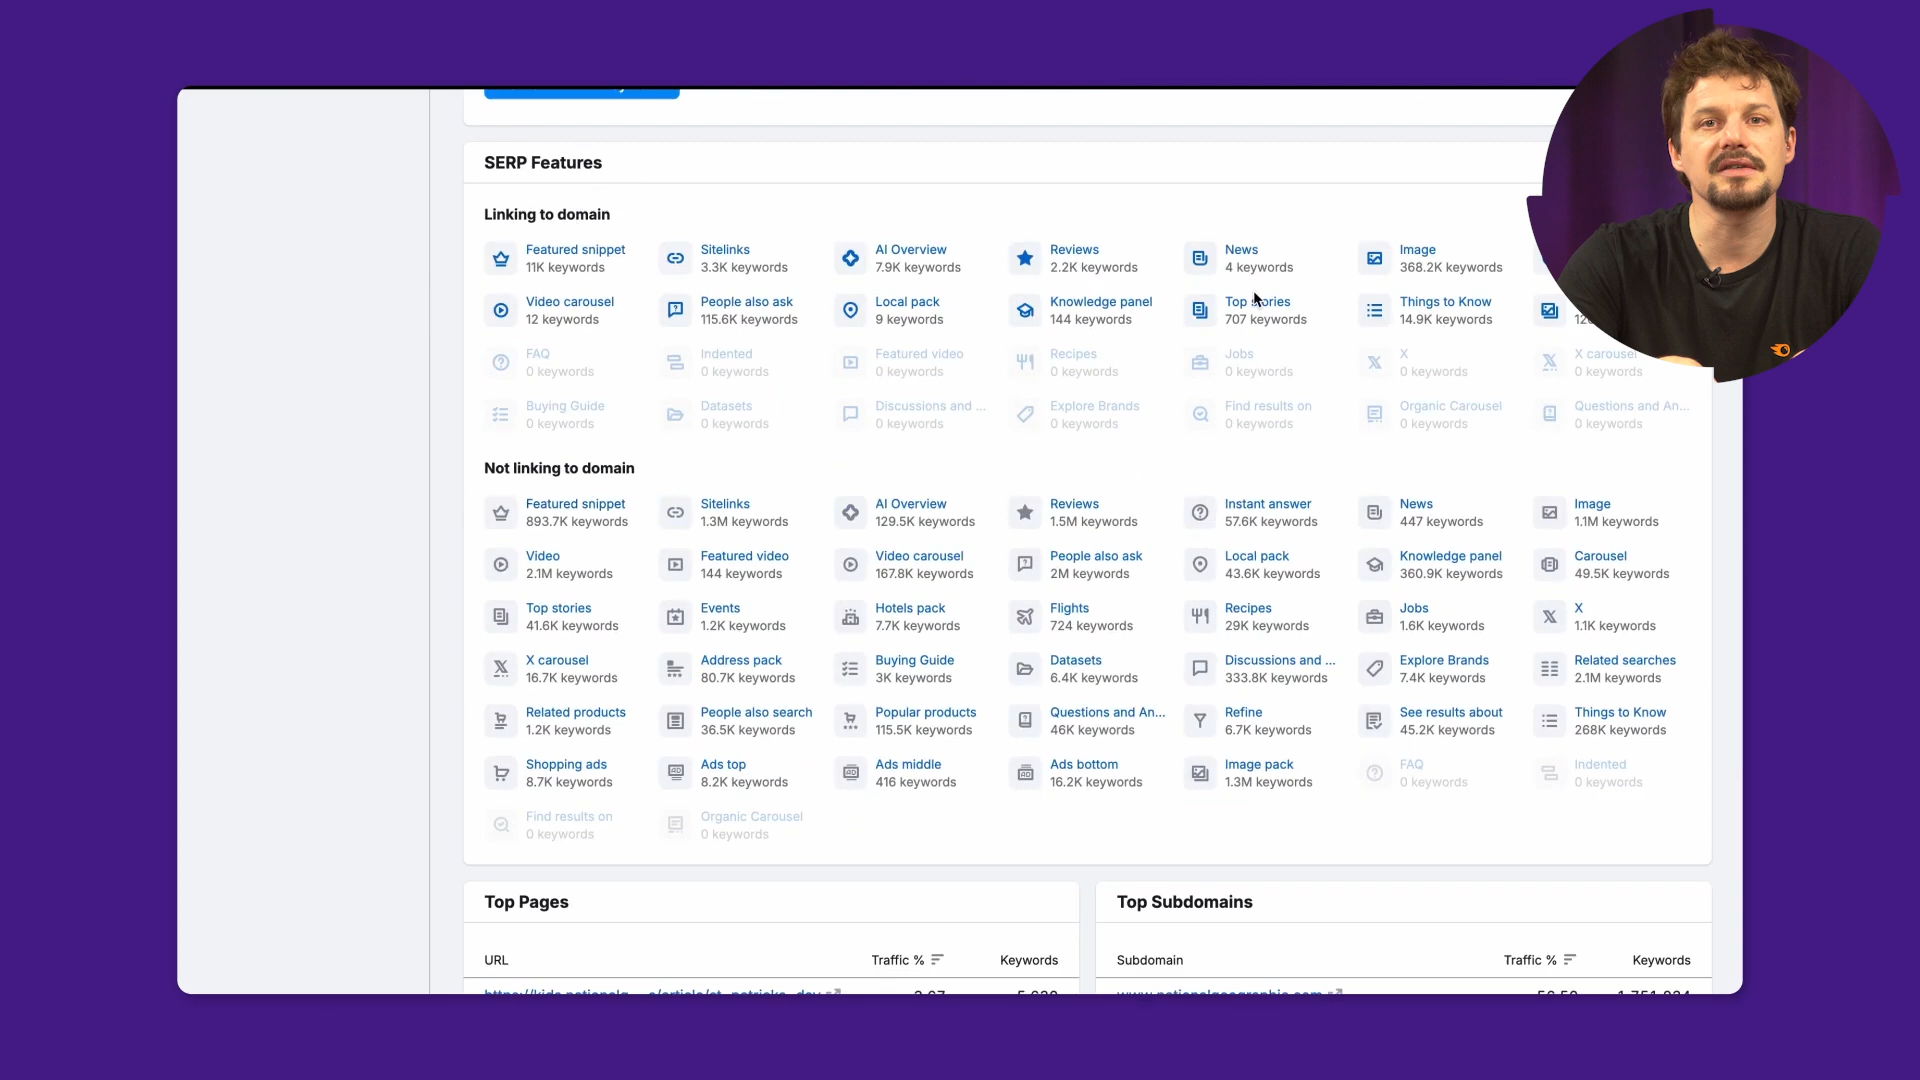 SERP Features
Linking to domain
Featured snippet
11K keywords
Sitelinks
3.3K keywords
AI Overview
7.9K keywords
Reviews
2.2K keywords
News
4 keywords
Image
368.2K keywords
Video carousel
12 keywords
People also ask
115.6K keywords
Local pack
9 keywords
Knowledge panel
144 keywords
Top stories
707 keywords
Things to Know
14.9K keywords
FAQ
0 keywords
Indented
0 keywords
Featured video
0 keywords
Recipes
0 keywords
Jobs
0 keywords
X
0 keywords
X carousel
0 keywords
Buying Guide
0 keywords
Datasets
0 keywords
Discussions and ...
0 keywords
Explore Brands
0 keywords
Find results on
0 keywords
Organic Carousel
0 keywords
Questions and An...
0 keywords
Not linking to domain
Featured snippet
893.7K keywords
Sitelinks
1.3M keywords
AI Overview
129.5K keywords
Reviews
1.5M keywords
Instant answer
57.6K keywords
News
447 keywords
Image
1.1M keywords
Video
2.1M keywords
Featured video
144 keywords
Video carousel
167.8K keywords
People also ask
2M keywords
Local pack
43.6K keywords
Knowledge panel
360.9K keywords
Carousel
49.5K keywords
Top stories
41.6K keywords
Events
1.2K keywords
Hotels pack
7.7K keywords
Flights
724 keywords
Recipes
29K keywords
Jobs
1.6K keywords
X
1.1K keywords
X carousel
16.7K keywords
Address pack
80.7K keywords
Buying Guide
3K keywords
Datasets
6.4K keywords
Discussions and ...
333.8K keywords
Explore Brands
7.4K keywords
Related searches
2.1M keywords
Related products
1.2K keywords
People also search
36.5K keywords
Popular products
115.5K keywords
Questions and An...
46K keywords
Refine
6.7K keywords
See results about
45.2K keywords
Things to Know
268K keywords
Shopping ads
8.7K keywords
Ads top
8.2K keywords
Ads middle
416 keywords
Ads bottom
16.2K keywords
Image pack
1.3M keywords
FAQ
0 keywords
Indented
0 keywords
Find results on
0 keywords
Organic Carousel
0 keywords
Top Pages
URL Traffic % Keywords
Top Subdomains
Subdomain Traffic % Keywords